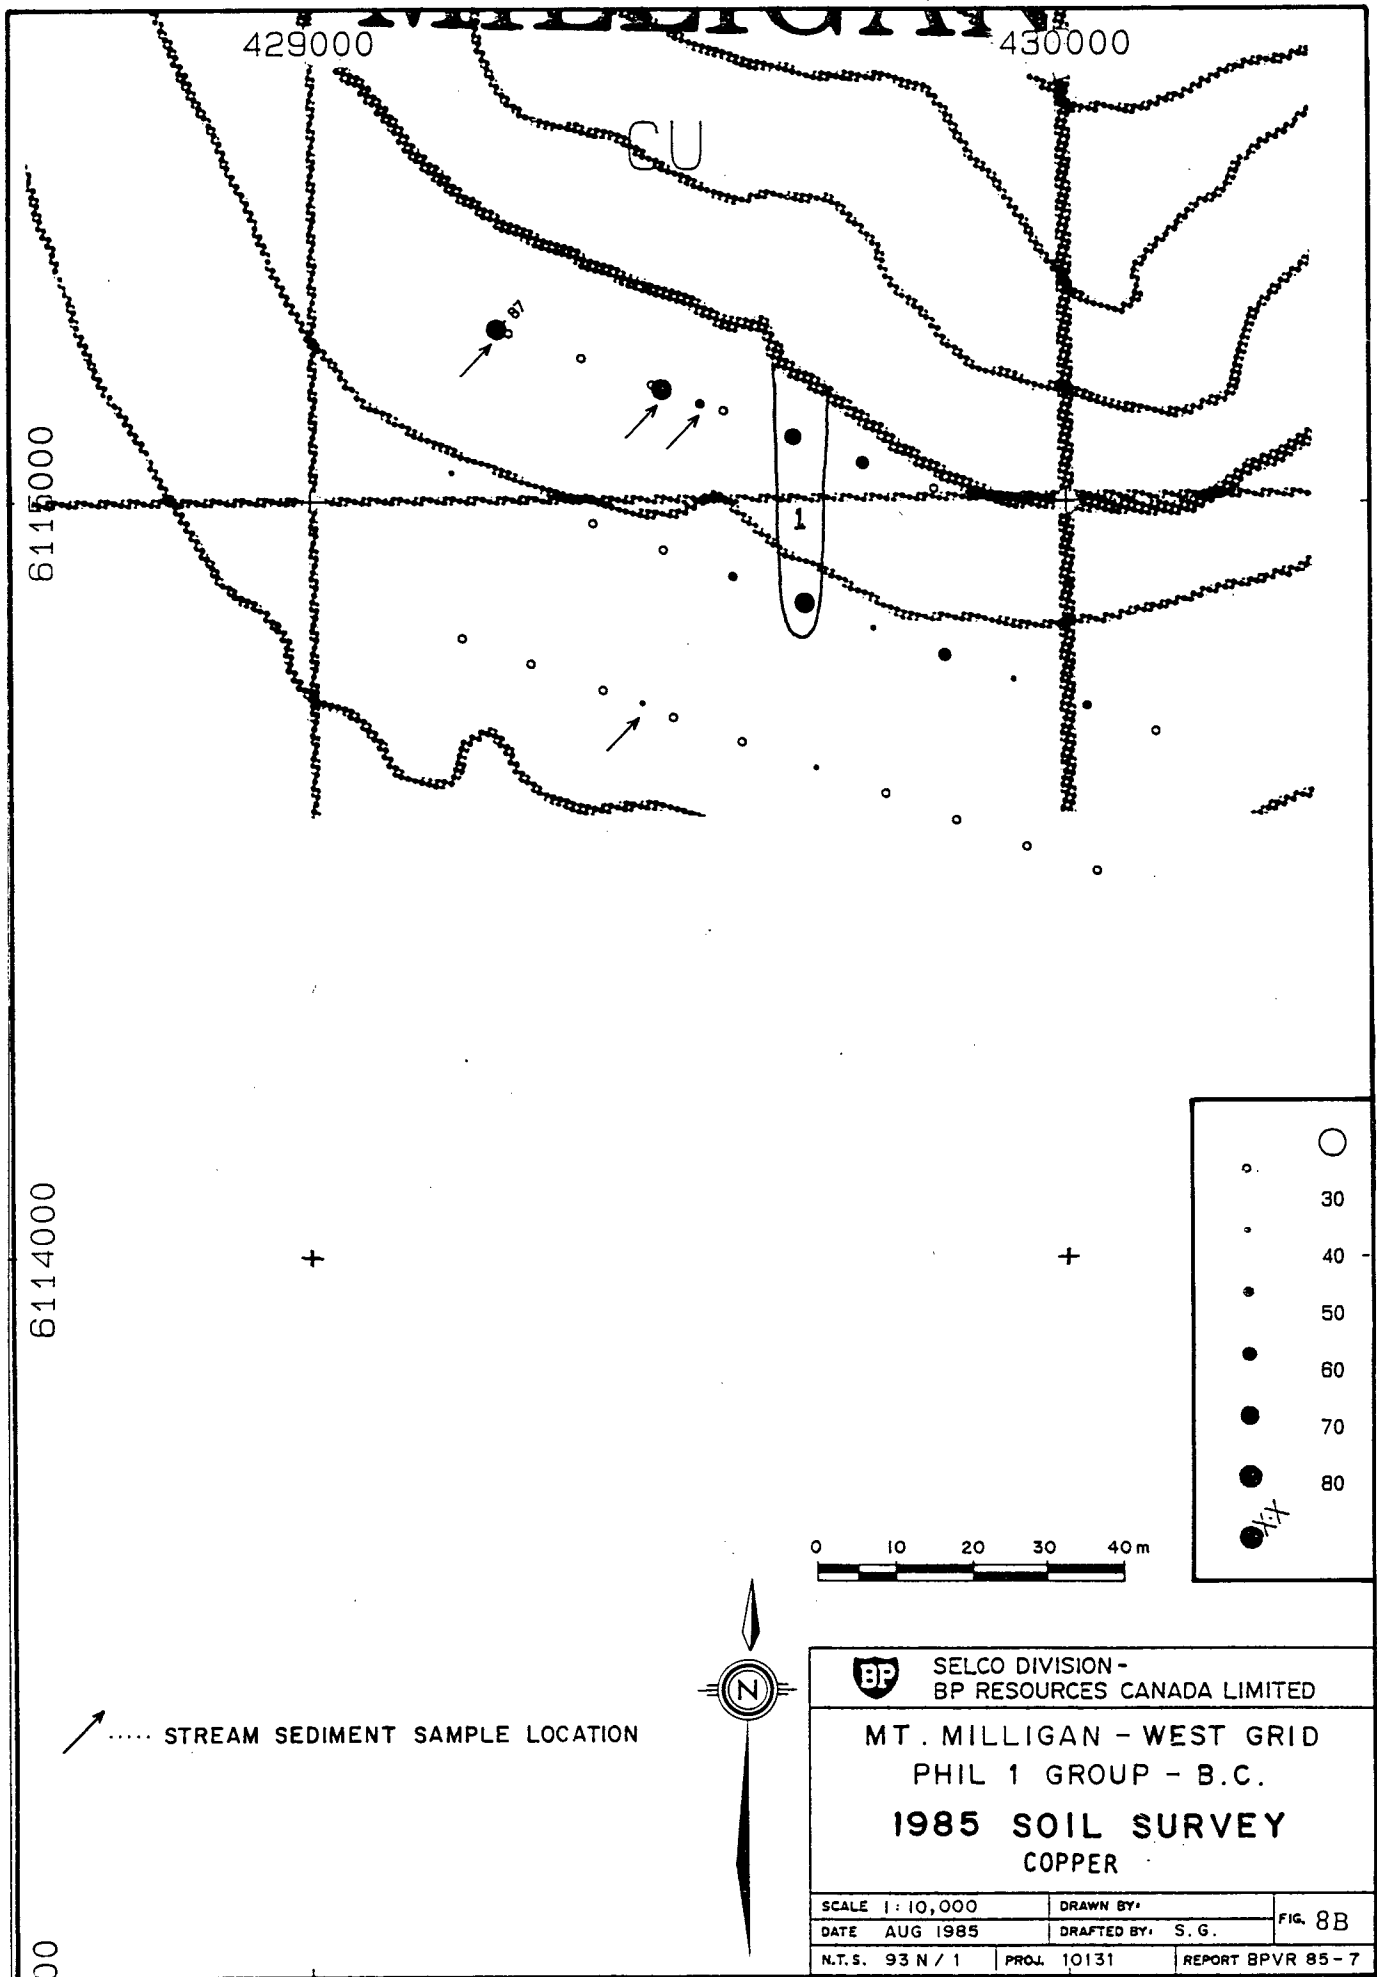 MILLIGAN
429000
430000
CU
87
6115000
1
6114000
30
40
50
60
70
80
X.X
0 10 20 30 40 m
N
..... STREAM SEDIMENT SAMPLE LOCATION
BP
SELCO DIVISION -
BP RESOURCES CANADA LIMITED
MT. MILLIGAN - WEST GRID
PHIL 1 GROUP - B.C.
1985 SOIL SURVEY
COPPER
SCALE 1:10,000
DRAWN BY:
DATE AUG 1985
DRAFTED BY: S.G.
FIG. 8B
N.T.S. 93 N / 1
PROJ. 10131
REPORT BPVR 85-7